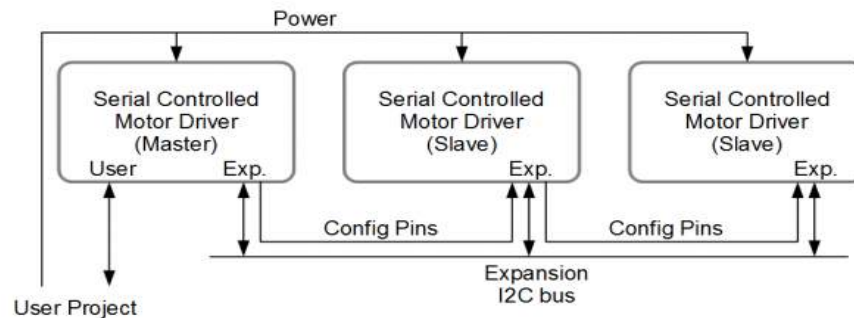 Power
Serial Controlled
Motor Driver
(Master)
User Exp.
Serial Controlled
Motor Driver
(Slave)
Exp.
Serial Controlled
Motor Driver
(Slave)
Exp.
Config Pins
Config Pins
Expansion
I2C bus
User Project